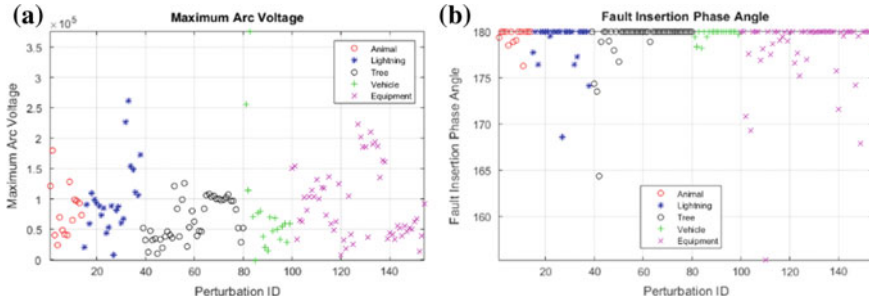 (a)
Maximum Arc Voltage
×10^5
Maximum Arc Voltage
3.5
3
2.5
2
1.5
1
0.5
0
20 40 60 80 100 120 140
Perturbation ID
Animal
Lightning
Tree
Vehicle
Equipment
(b)
Fault Insertion Phase Angle
Fault Insertion Phase Angle
180
175
170
165
160
20 40 60 80 100 120 140
Perturbation ID
Animal
Lightning
Tree
Vehicle
Equipment